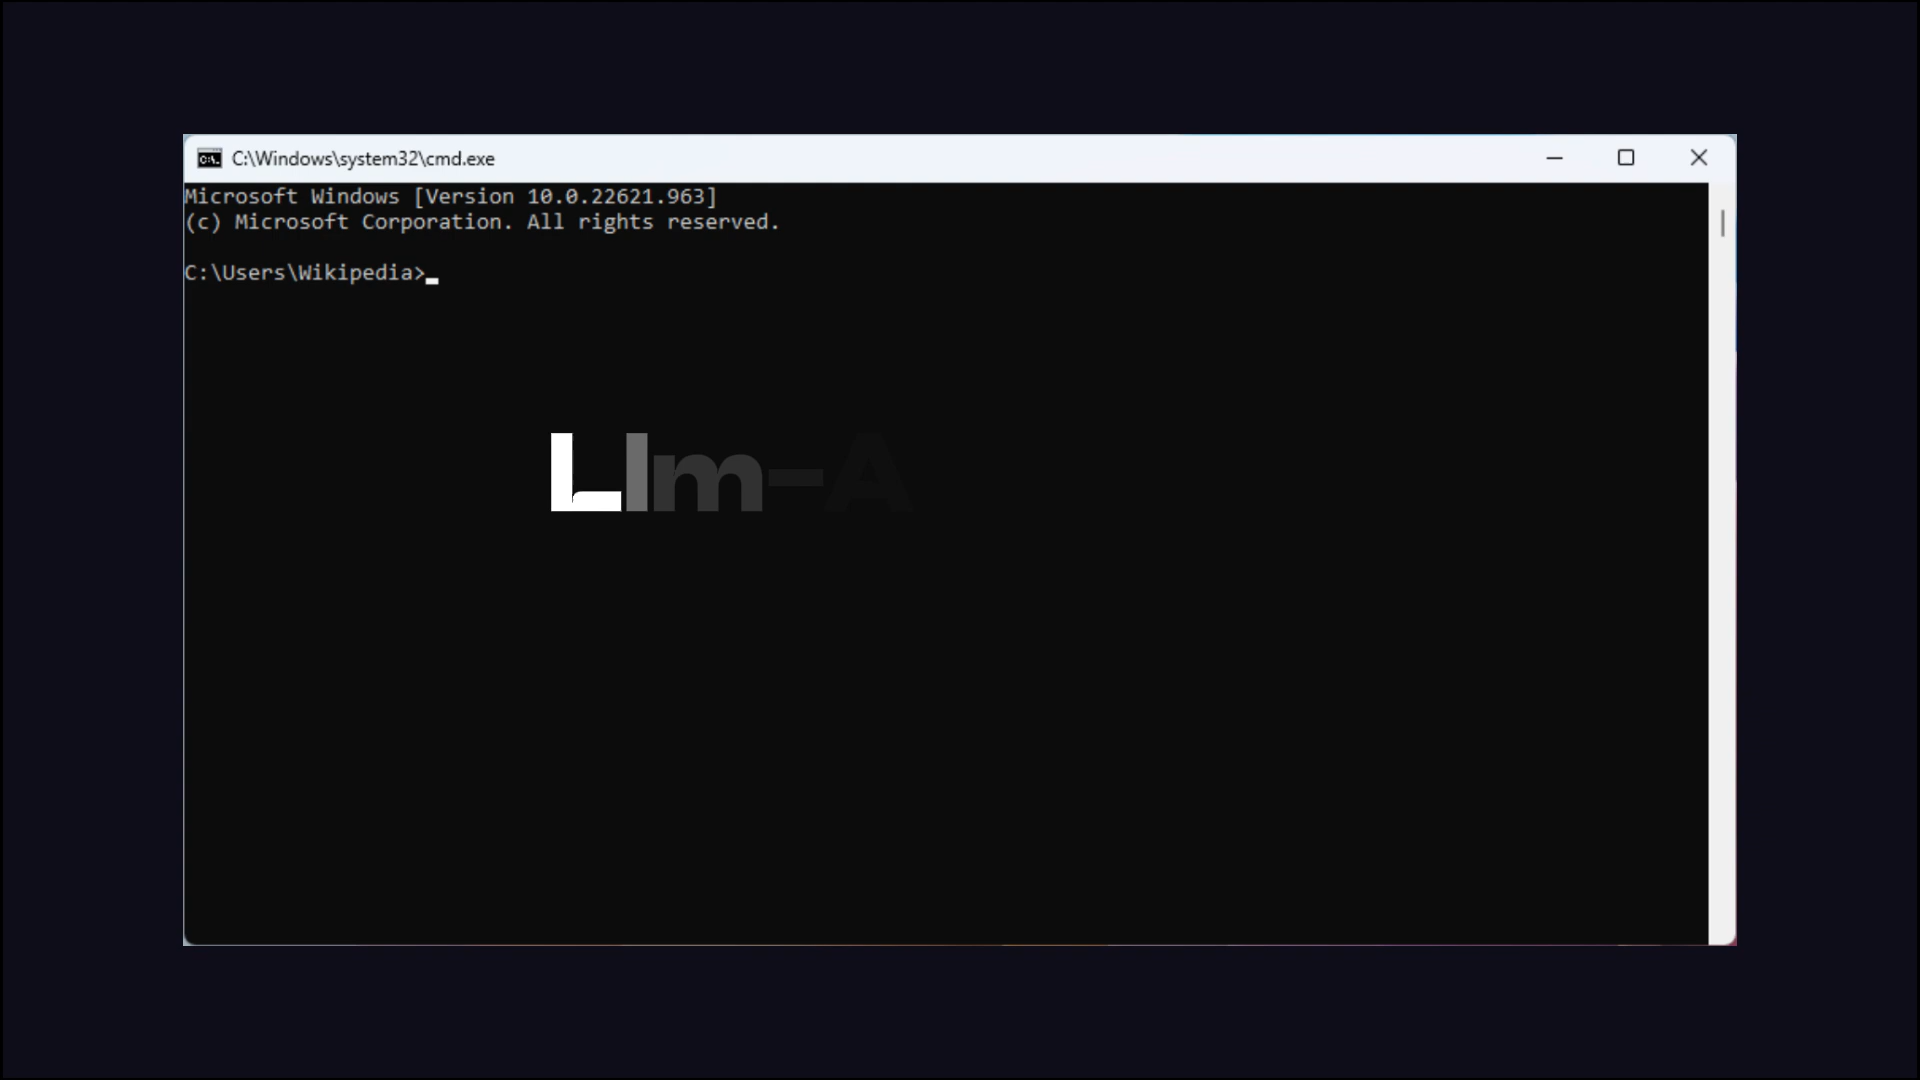 C:\Windows\system32\cmd.exe
Microsoft Windows [Version 10.0.22621.963]
(c) Microsoft Corporation. All rights reserved.
C:\Users\Wikipedia>
Llm-A